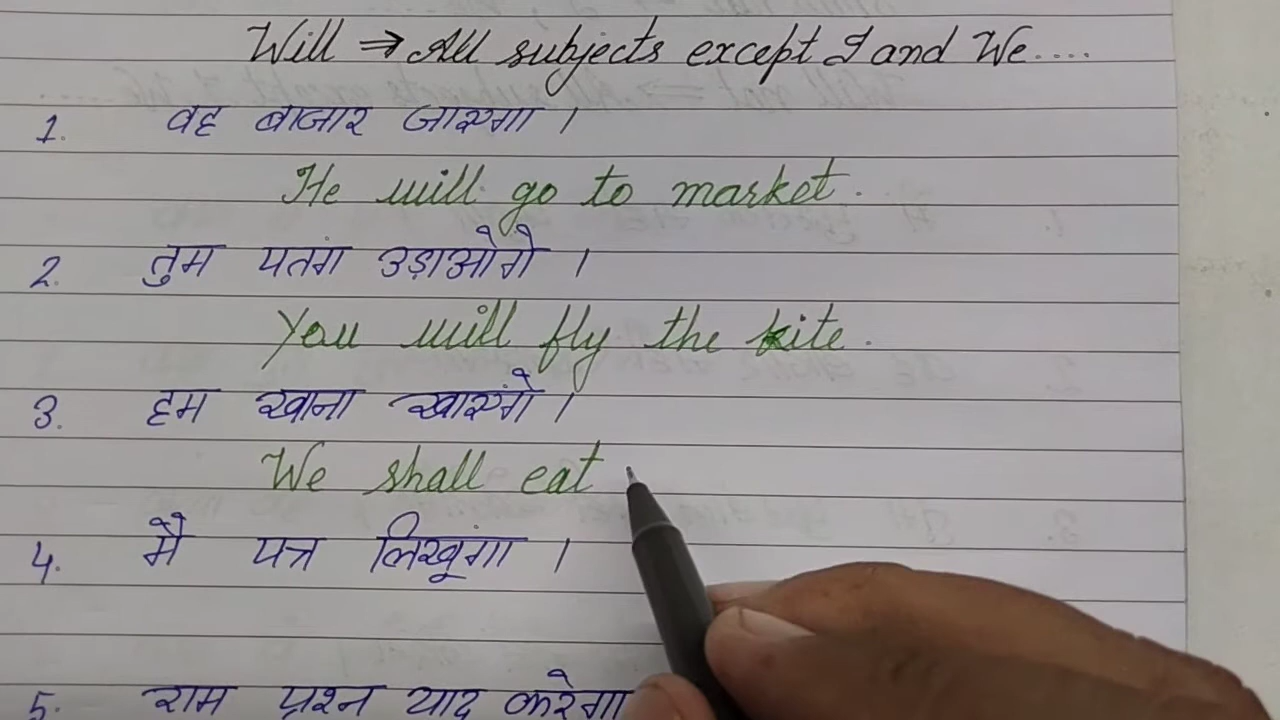 Will ⇒ All subjects except I and We....
1. वह बाजार जाएगा ।
He will go to market.
2. तुम पतंग उड़ाओगे ।
You will fly the kite.
3. हम खाना खाएंगे ।
We shall eat
4. मै पत्र लिखूंगा ।
5. राम प्रश्न याद करेगा